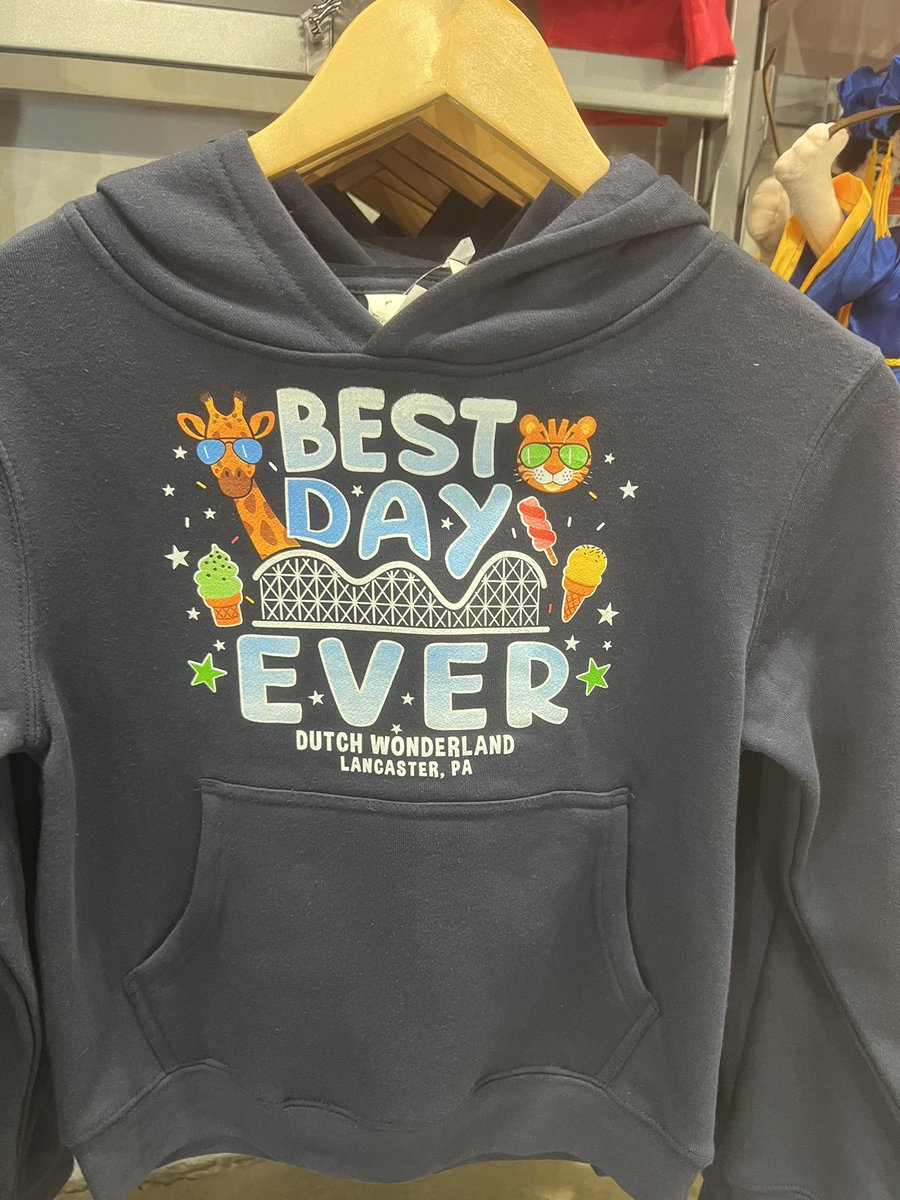 BEST
DAY
EVER
DUTCH WONDERLAND
LANCASTER, PA